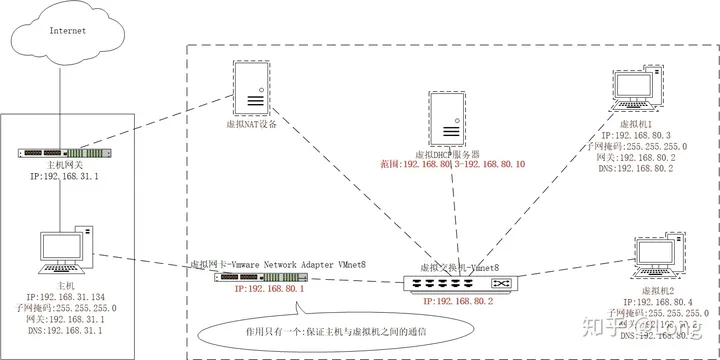 Internet
虚拟NAT设备
虚拟DHCP服务器
范围:192.168.80.3-192.168.80.10
虚拟机1
IP:192.168.80.3
子网掩码:255.255.255.0
网关:192.168.80.2
DNS:192.168.80.2
主机网关
IP:192.168.31.1
主机
IP:192.168.31.134
子网掩码:255.255.255.0
网关:192.168.31.1
DNS:192.168.31.1
虚拟网卡-Vmware Network Adapter VMnet8
IP:192.168.80.1
虚拟交换机-Vmnet8
IP:192.168.80.2
作用只有一个:保证主机与虚拟机之间的通信
虚拟机2
IP:192.168.80.4
子网掩码:255.255.255.0
DNS:192.168.80.
知乎 @long